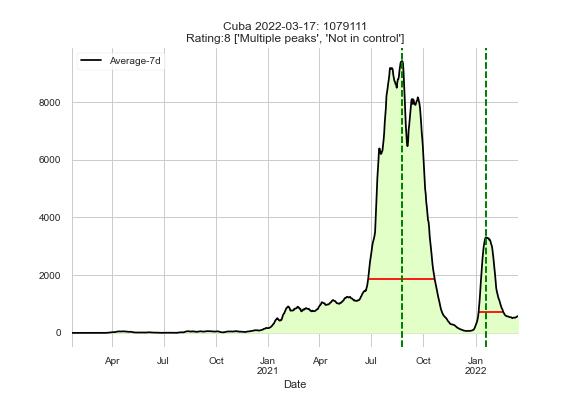 Cuba 2022-03-17: 1079111
Rating:8 ['Multiple peaks', 'Not in control']
Average-7d
8000
6000
4000
2000
0
Apr
Jul
Oct
Jan
2021
Apr
Jul
Oct
Jan
2022
Date